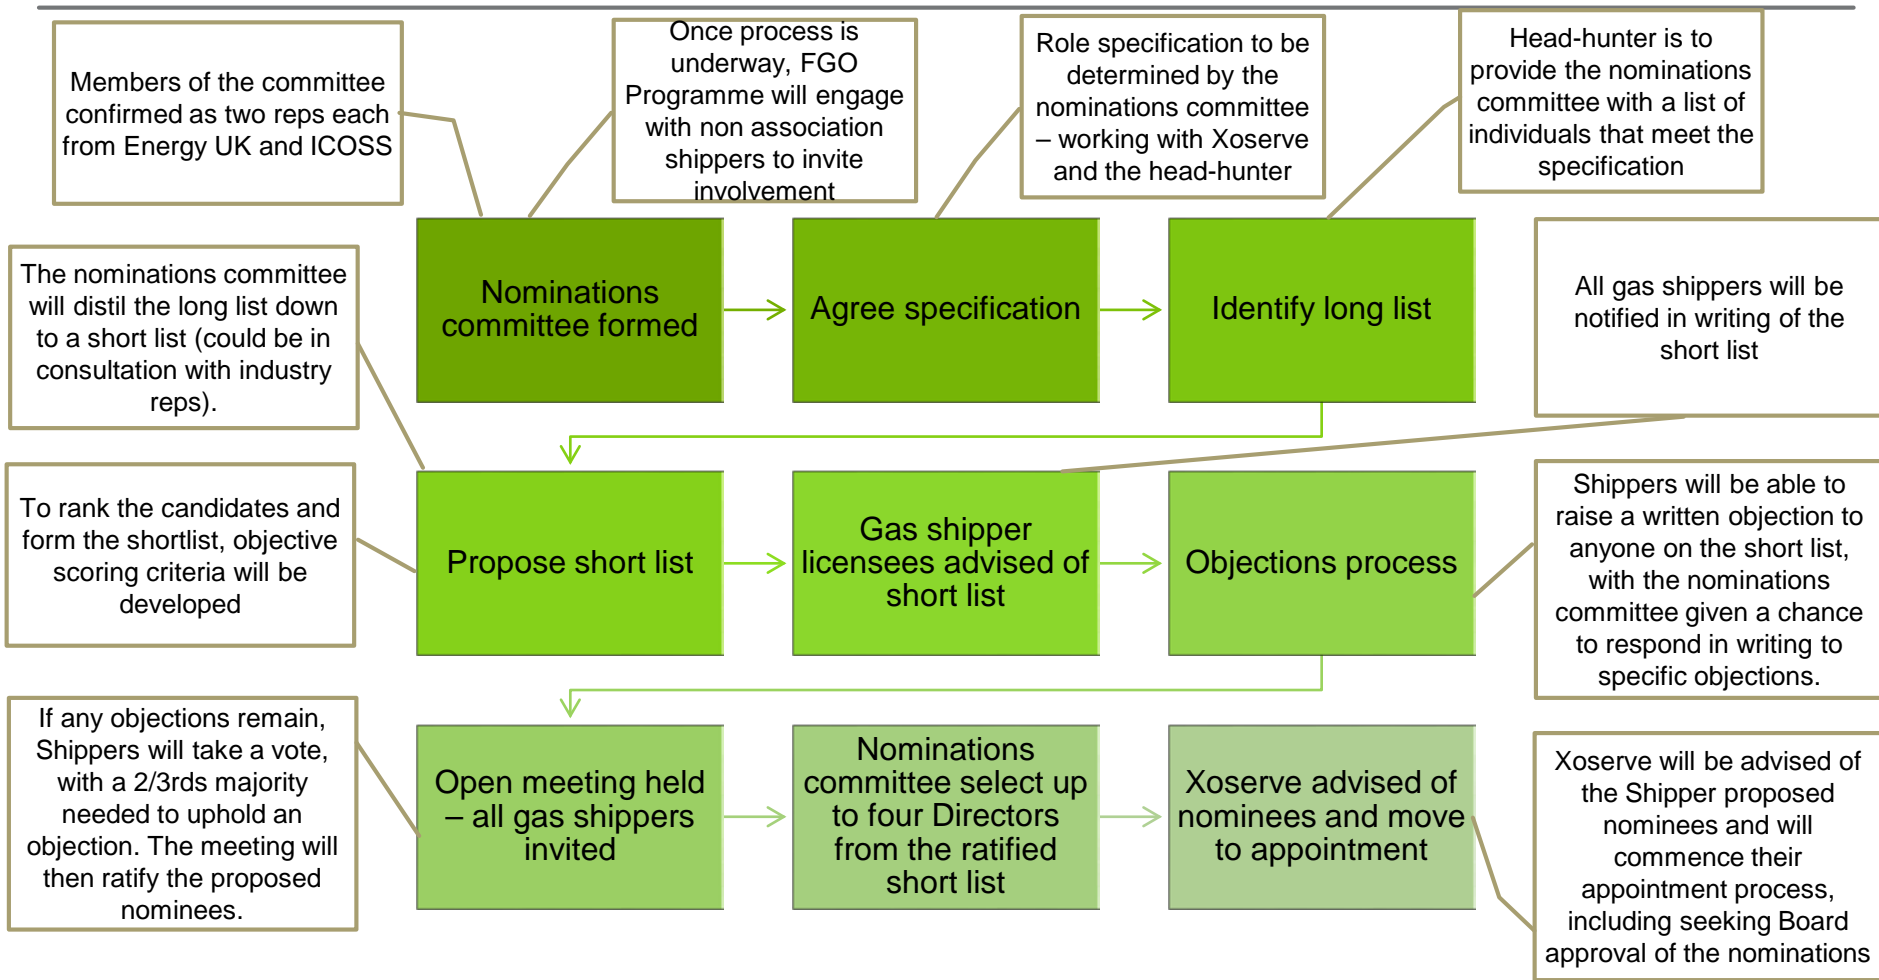 Members of the committee
confirmed as two reps each
from Energy UK and ICOSS
Once process is
underway, FGO
Programme will engage
with non association
shippers to invite
involvement
Role specification to be
determined by the
nominations committee
– working with Xoserve
and the head-hunter
Head-hunter is to
provide the nominations
committee with a list of
individuals that meet the
specification
Nominations
committee formed
Agree specification
Identify long list
The nominations committee
will distil the long list down
to a short list (could be in
consultation with industry
reps).
All gas shippers will be
notified in writing of the
short list
To rank the candidates and
form the shortlist, objective
scoring criteria will be
developed
Propose short list
Gas shipper
licensees advised of
short list
Objections process
Shippers will be able to
raise a written objection to
anyone on the short list,
with the nominations
committee given a chance
to respond in writing to
specific objections.
If any objections remain,
Shippers will take a vote,
with a 2/3rds majority
needed to uphold an
objection. The meeting will
then ratify the proposed
nominees.
Open meeting held
– all gas shippers
invited
Nominations
committee select up
to four Directors
from the ratified
short list
Xoserve advised of
nominees and move
to appointment
Xoserve will be advised of
the Shipper proposed
nominees and will
commence their
appointment process,
including seeking Board
approval of the nominations